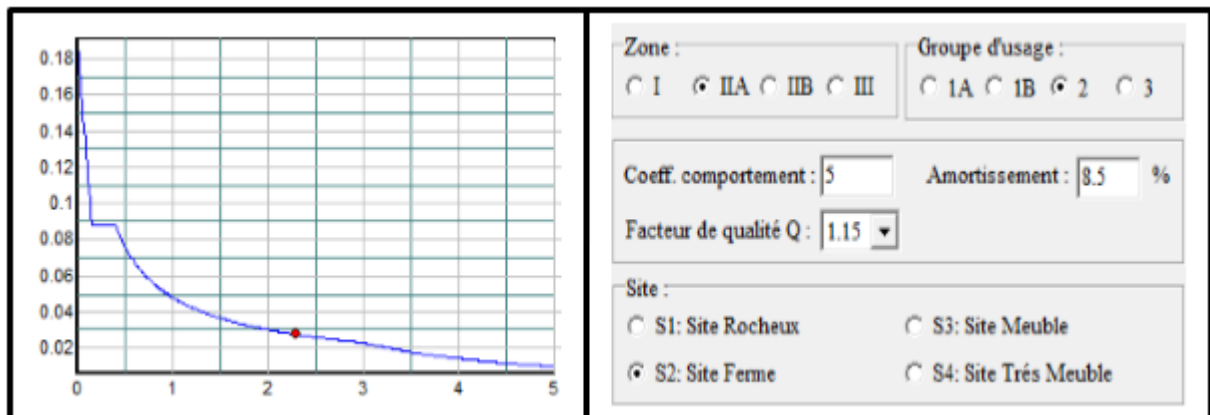 0.18
0.16
0.14
0.12
0.1
0.08
0.06
0.04
0.02
0 1 2 3 4 5
Zone :
I IIA IIB III
Groupe d'usage :
1A 1B 2 3
Coeff. comportement : 5 Amortissement : 8.5 %
Facteur de qualité Q : 1.15
Site :
S1: Site Rocheux S3: Site Meuble
S2: Site Ferme S4: Site Trés Meuble